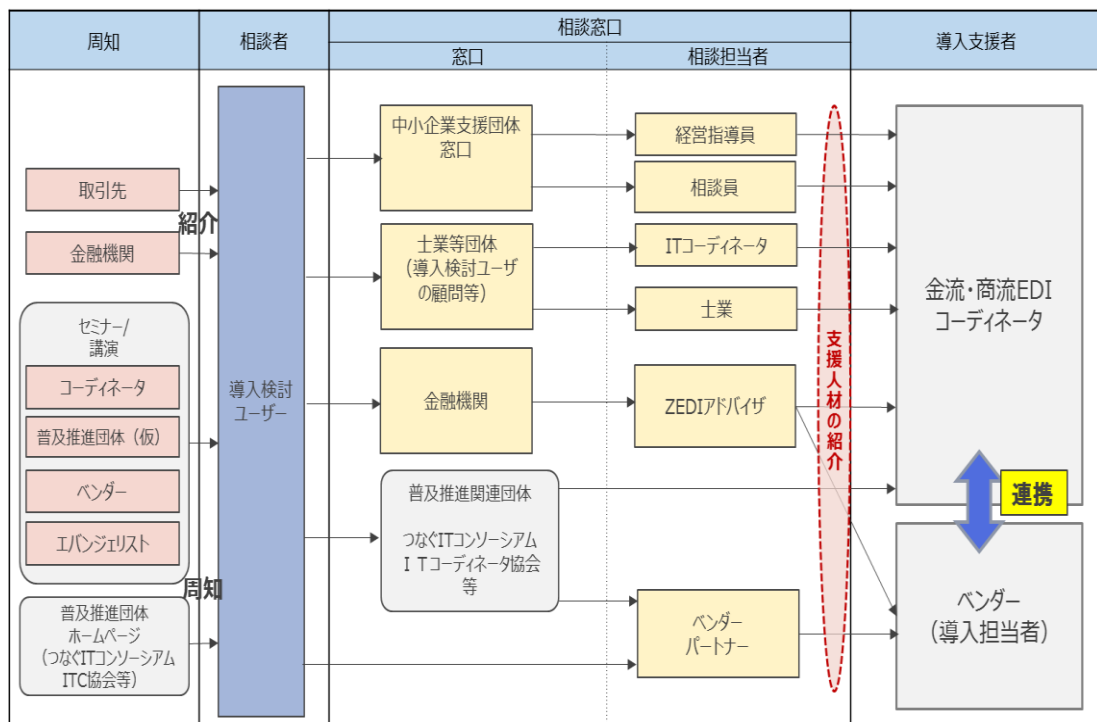 周知
相談者
相談窓口
窓口
相談担当者
導入支援者
取引先
紹介
金融機関
セミナー/
講演
コーディネータ
普及推進団体（仮）
ベンダー
エバンジェリスト
周知
普及推進団体
ホームページ
（つなぐITコンソーシアム
ITC協会等）
導入検討
ユーザー
中小企業支援団体
窓口
士業等団体
（導入検討ユーザ
の顧問等）
金融機関
普及推進関連団体
つなぐITコンソーシアム
ＩＴコーディネータ協会
等
経営指導員
相談員
ITコーディネータ
士業
ZEDIアドバイザ
ベンダー
パートナー
支援人材の紹介
金流・商流EDI
コーディネータ
連携
ベンダー
（導入担当者）